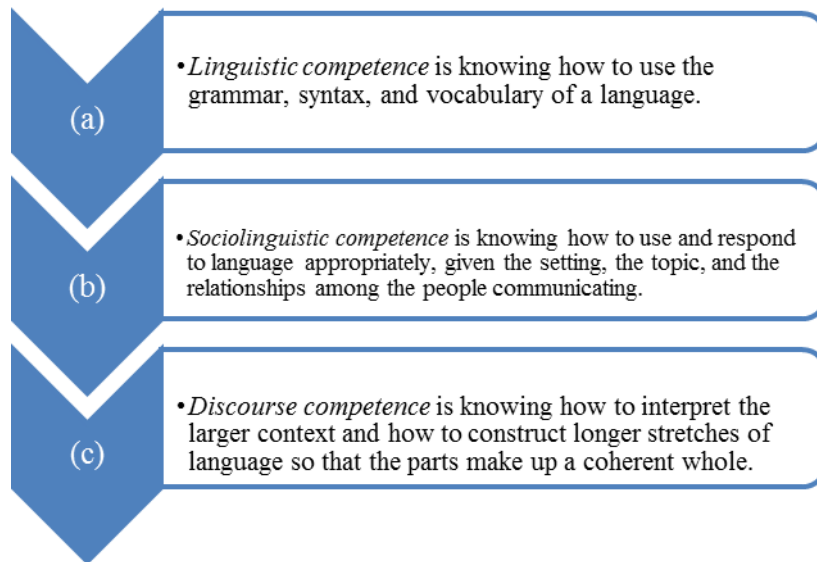 (a)
•Linguistic competence is knowing how to use the
grammar, syntax, and vocabulary of a language.
(b)
•Sociolinguistic competence is knowing how to use and respond
to language appropriately, given the setting, the topic, and the
relationships among the people communicating.
(c)
•Discourse competence is knowing how to interpret the
larger context and how to construct longer stretches of
language so that the parts make up a coherent whole.